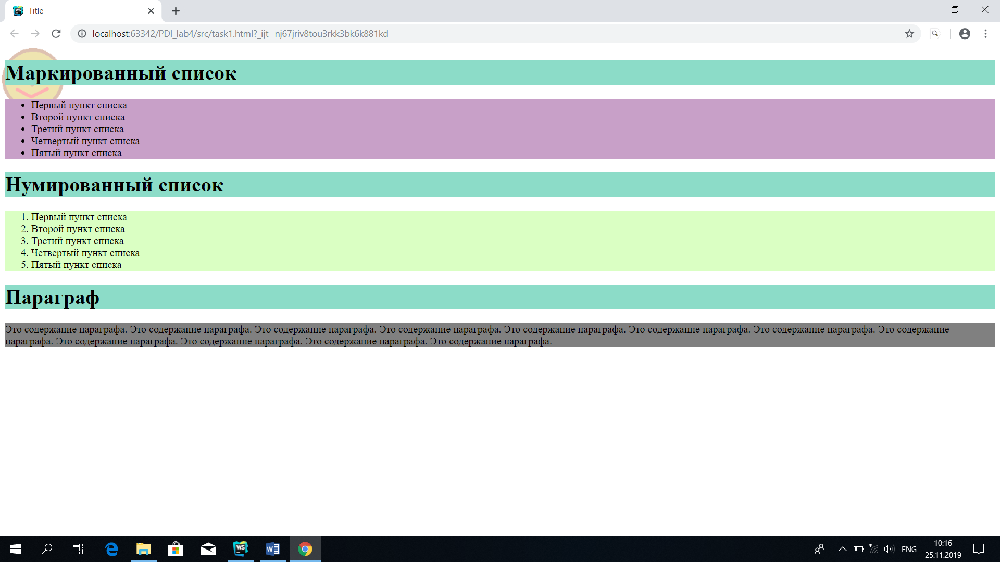 Title
localhost:63342/PDI_lab4/src/task1.html?_ijt=nj67jriv8tou3rkk3bk6k881kd
Маркированный список
Первый пункт списка
Второй пункт списка
Третий пункт списка
Четвертый пункт списка
Пятый пункт списка
Нумированный список
1. Первый пункт списка
2. Второй пункт списка
3. Третий пункт списка
4. Четвертый пункт списка
5. Пятый пункт списка
Параграф
Это содержание параграфа. Это содержание параграфа. Это содержание параграфа. Это содержание параграфа. Это содержание параграфа. Это содержание параграфа. Это содержание параграфа. Это содержание
параграфа. Это содержание параграфа. Это содержание параграфа. Это содержание параграфа. Это содержание параграфа.
WS
W
ENG
10:16
25.11.2019